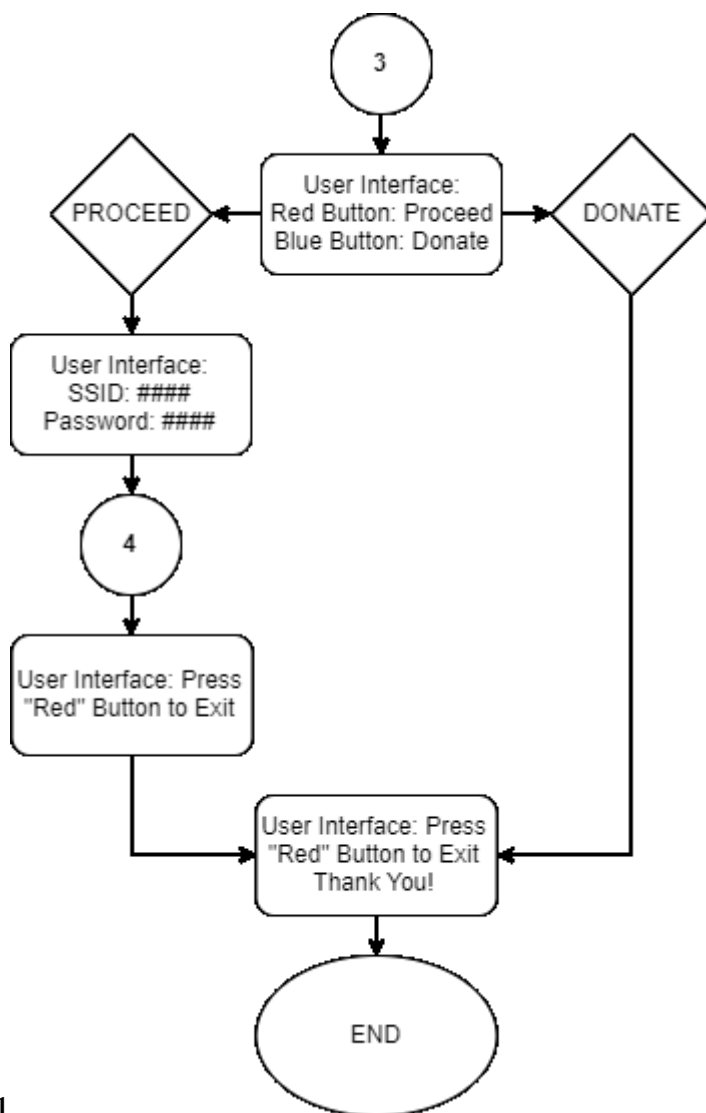 3
User Interface:
Red Button: Proceed
Blue Button: Donate
PROCEED
DONATE
User Interface:
SSID: ####
Password: ####
4
User Interface: Press
"Red" Button to Exit
User Interface: Press
"Red" Button to Exit
Thank You!
END